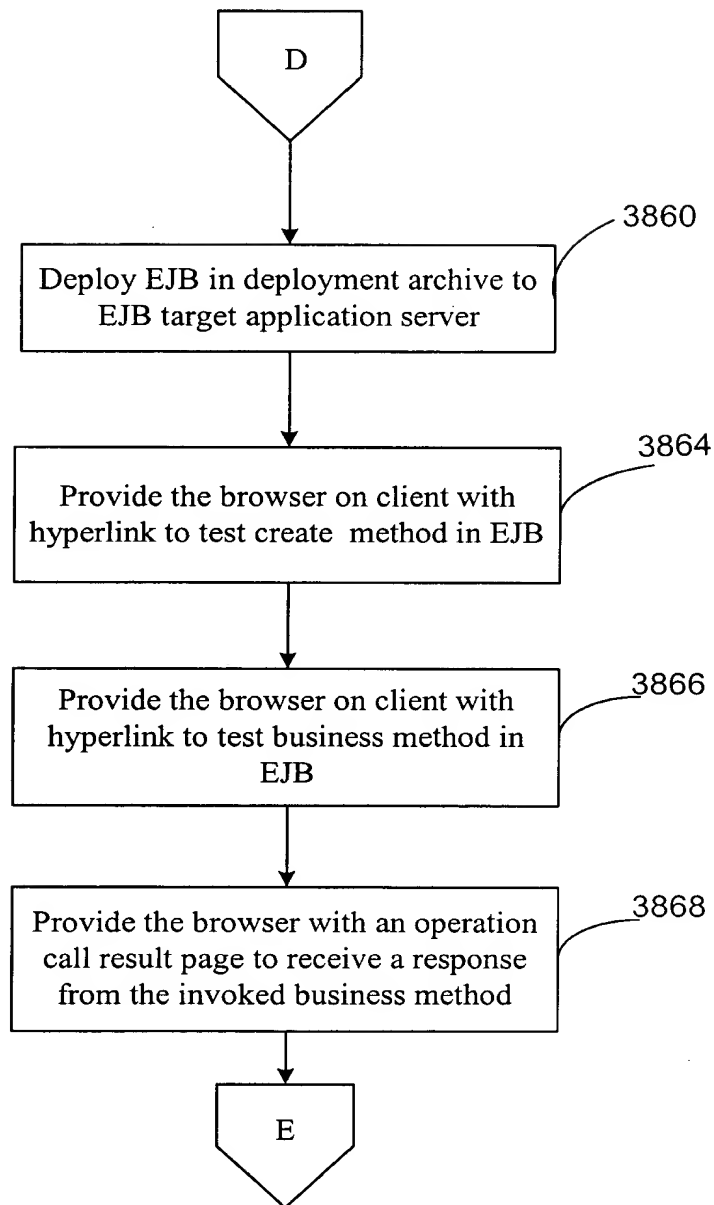 D
3860
Deploy EJB in deployment archive to
EJB target application server
3864
Provide the browser on client with
hyperlink to test create method in EJB
3866
Provide the browser on client with
hyperlink to test business method in
EJB
3868
Provide the browser with an operation
call result page to receive a response
from the invoked business method
E